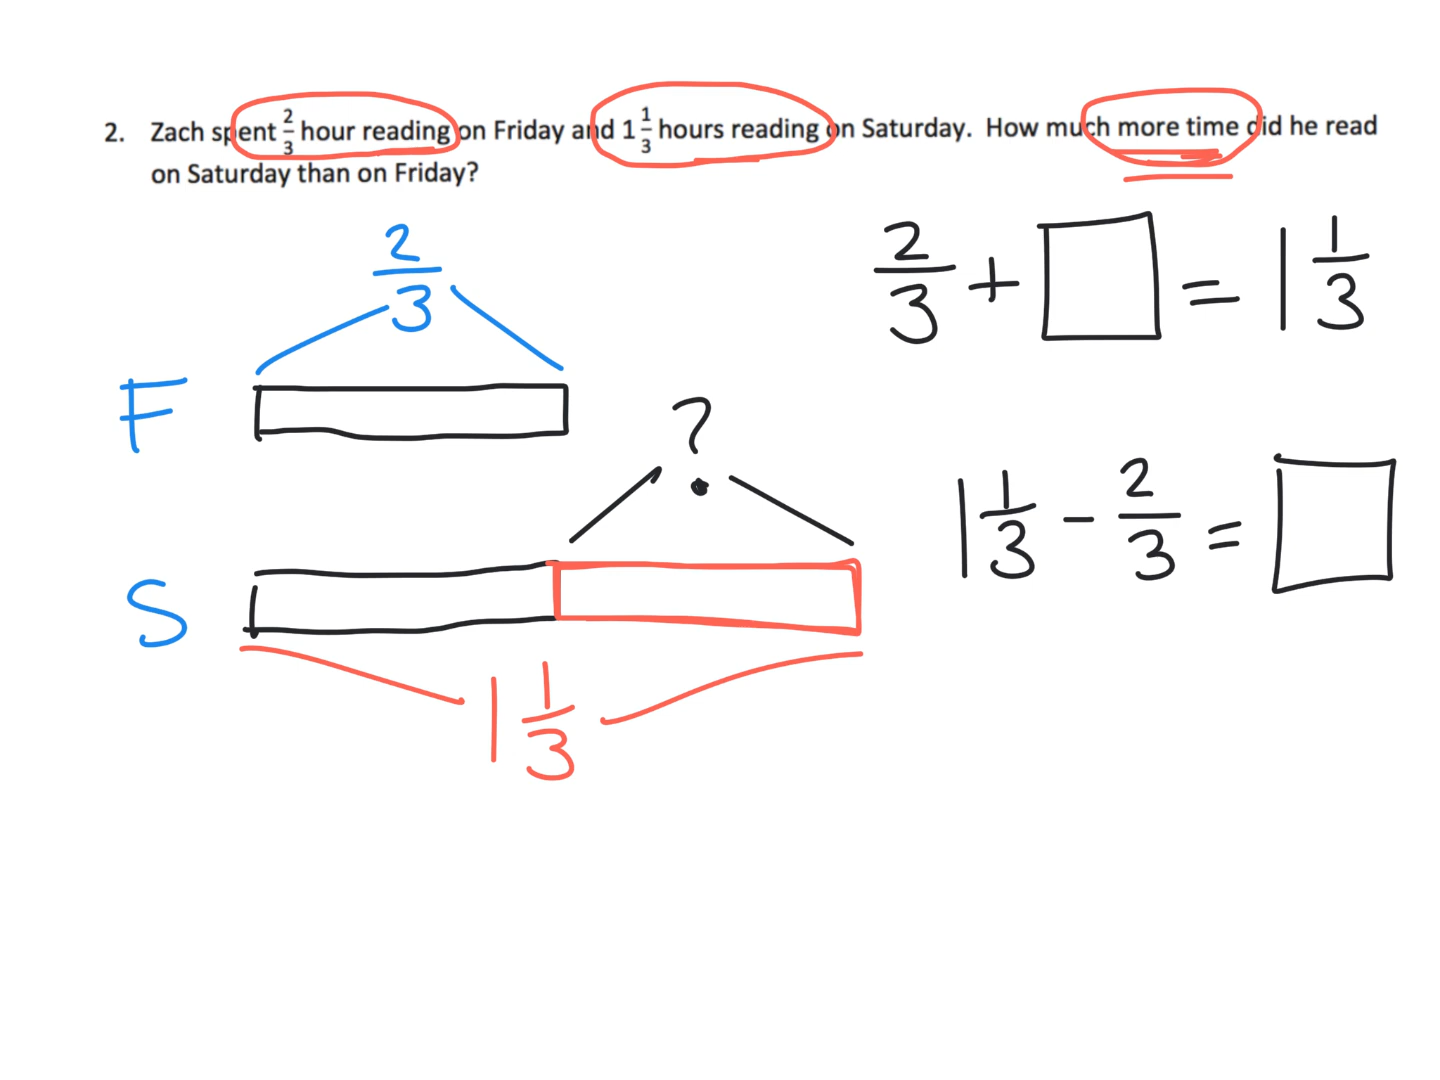 2. Zach spent 2/3 hour reading on Friday and 1 1/3 hours reading on Saturday. How much more time did he read
on Saturday than on Friday?
2/3
2/3 + □ = 1 1/3
F
?
1 1/3 - 2/3 = □
S
1 1/3